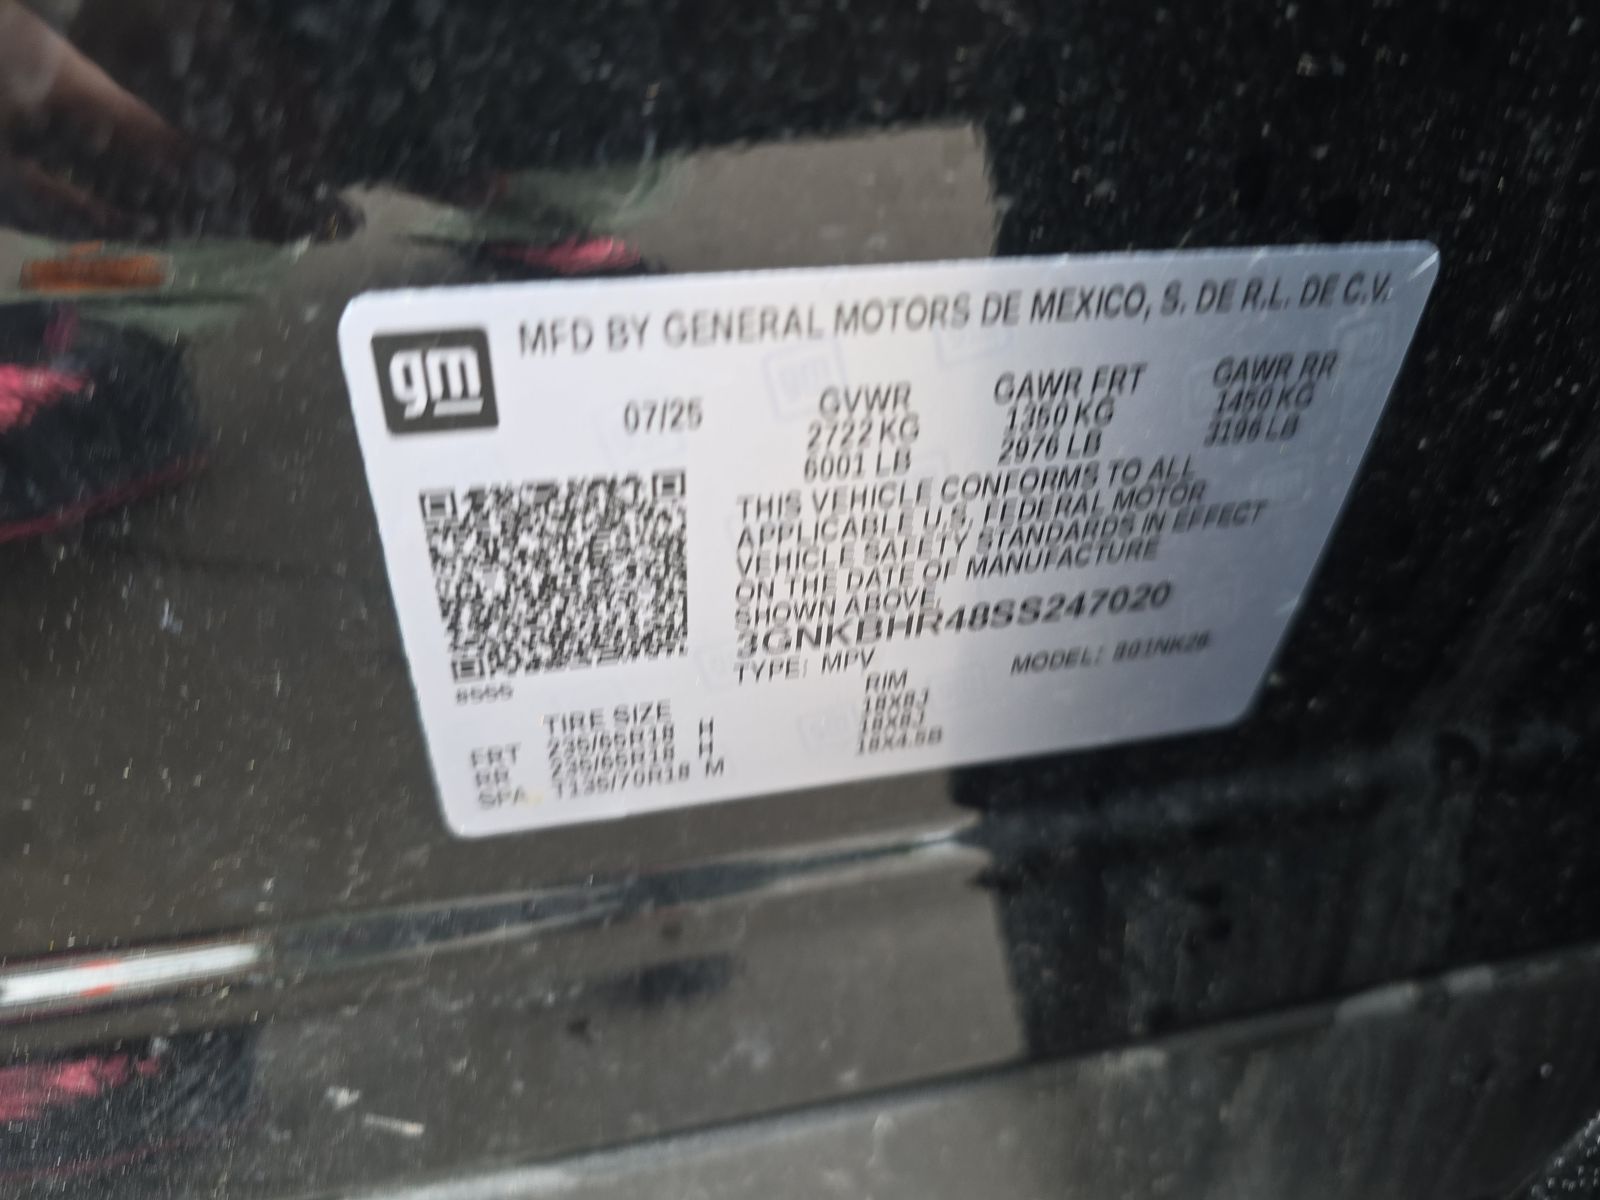 gm
MFD BY GENERAL MOTORS DE MEXICO, S. DE R.L. DE C.V.
07/25
GVWR GAWR FRT GAWR RR
2722 KG 1350 KG 1450 KG
6001 LB 2976 LB 3196 LB
THIS VEHICLE CONFORMS TO ALL
APPLICABLE U.S. FEDERAL MOTOR
VEHICLE SAFETY STANDARDS IN EFFECT
ON THE DATE OF MANUFACTURE
SHOWN ABOVE.
3GNKBHR48SS247020
TYPE: MPV MODEL:
8555
TIRE SIZE RIM
FRT 235/65R18 H 18X8J
RR 235/65R18 H 18X8J
SPA T135/70R18 M 18X4.5B